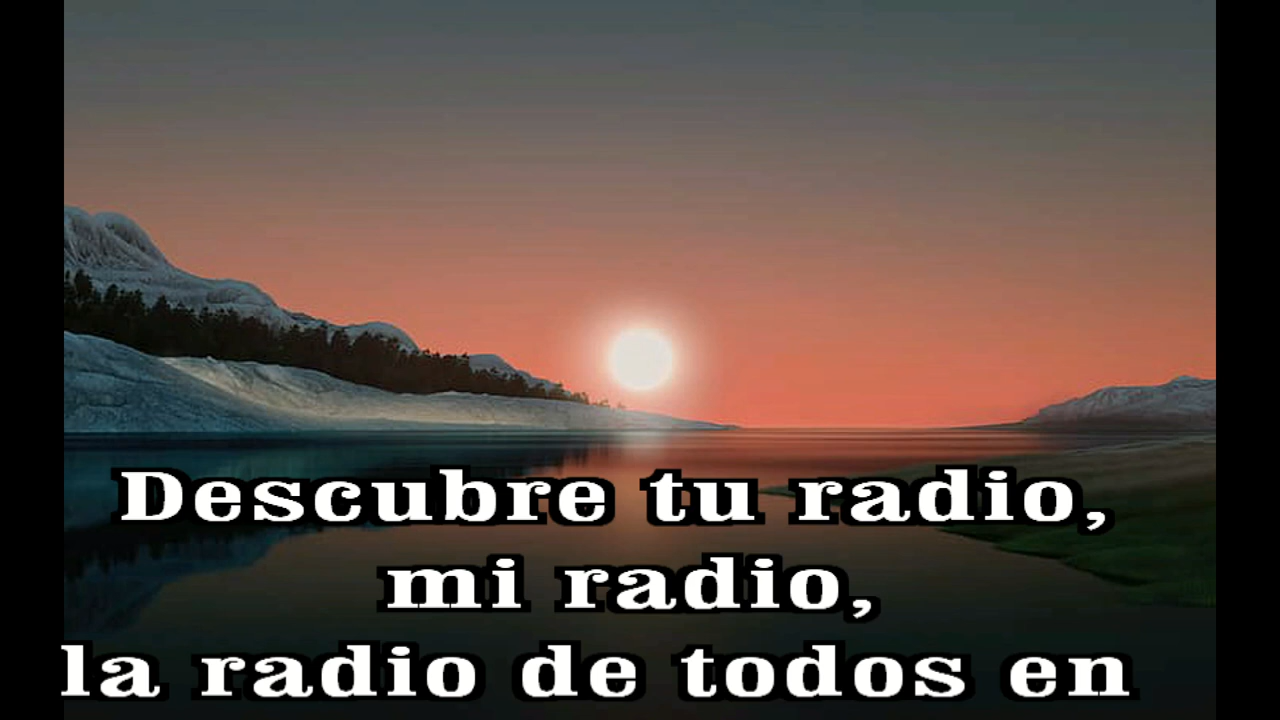 Descubre tu radio,
mi radio,
la radio de todos en